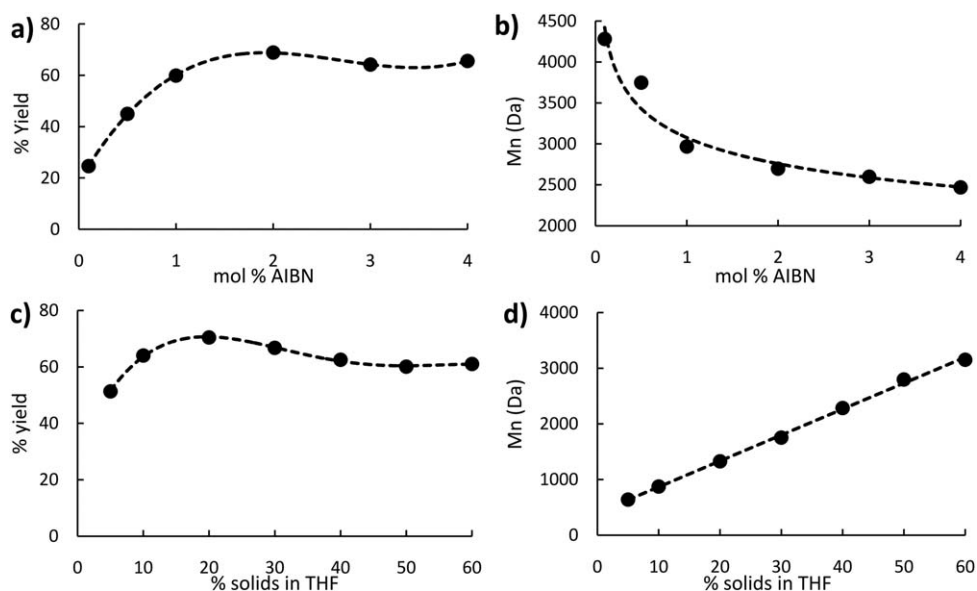 a)
80
60
40
20
0
% Yield
0 1 2 3 4
mol % AIBN
b)
4500
4000
3500
3000
2500
2000
Mn (Da)
0 1 2 3 4
mol % AIBN
c)
80
60
40
20
0
% yield
0 10 20 30 40 50 60
% solids in THF
d)
4000
3000
2000
1000
0
Mn (Da)
0 10 20 30 40 50 60
% solids in THF